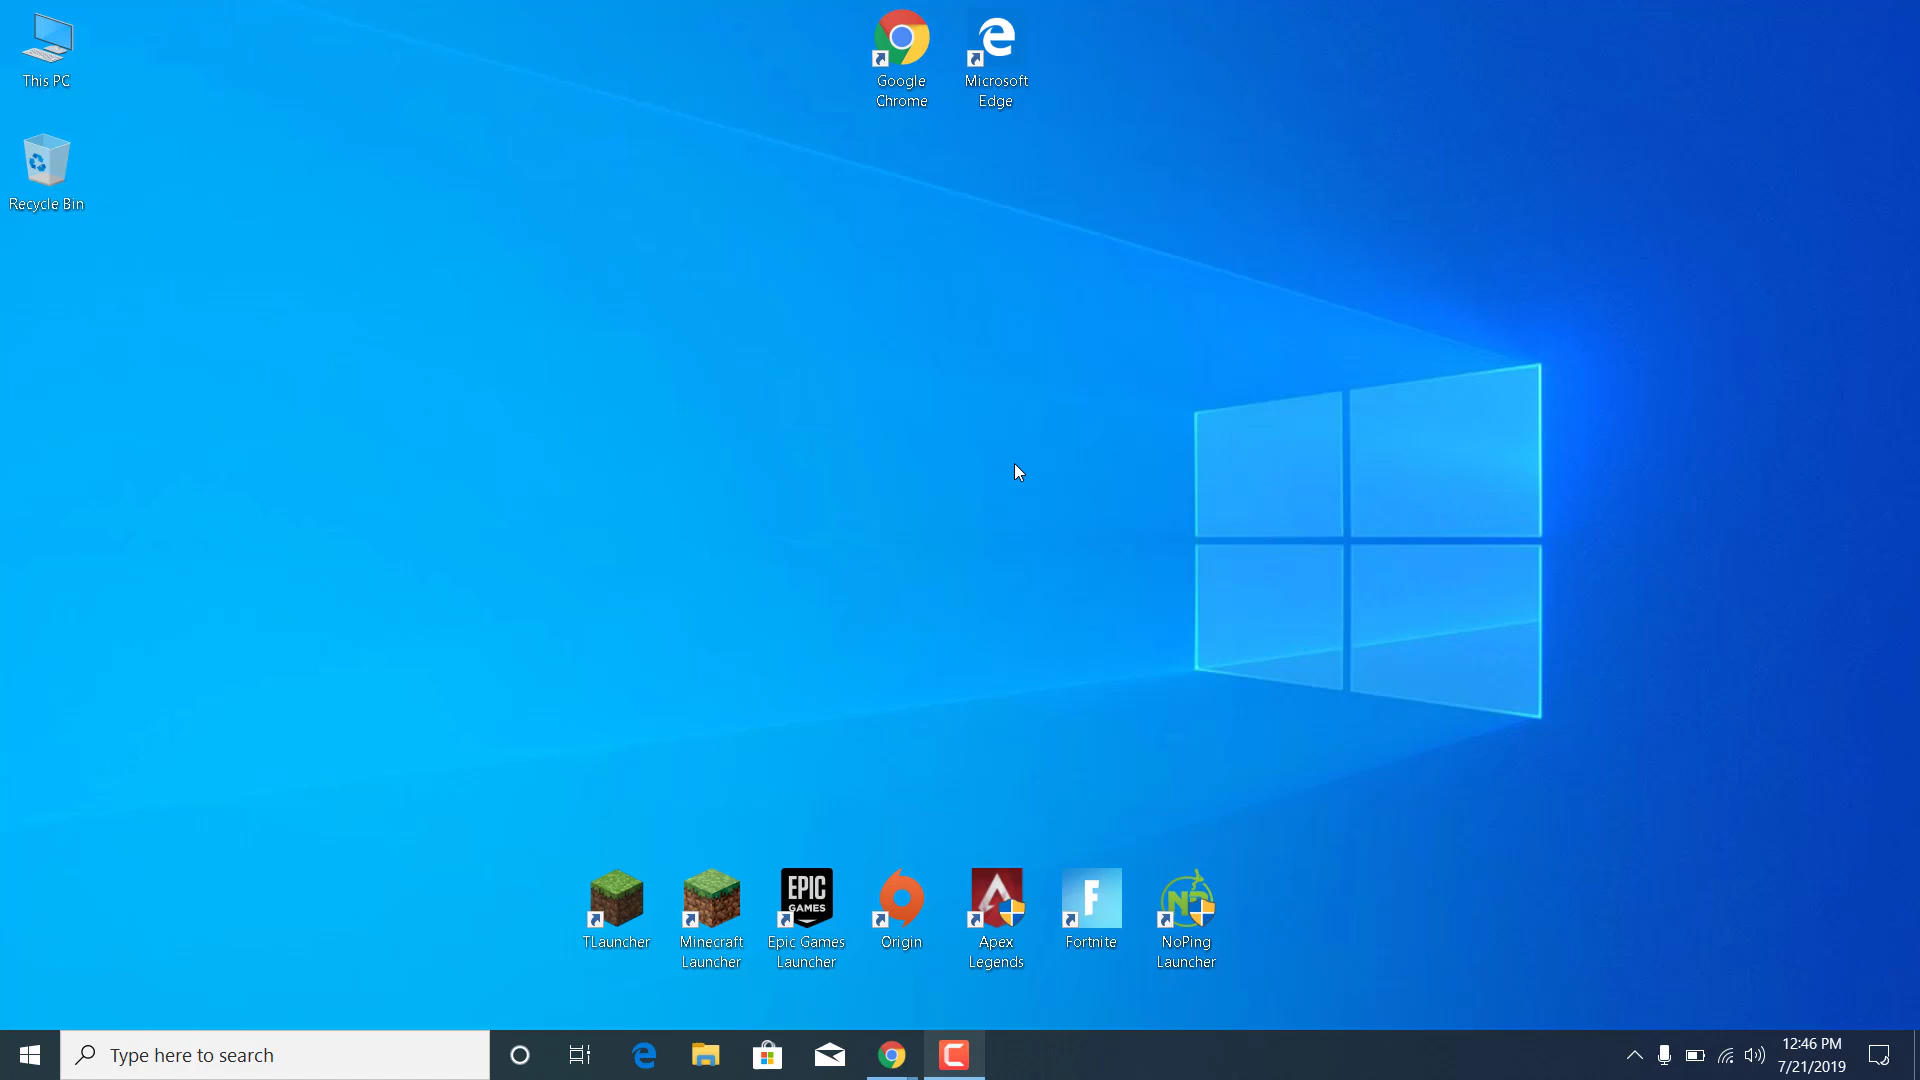 This PC
Recycle Bin
Google
Chrome
Microsoft
Edge
EPIC
GAMES
F
NP
TLauncher
Minecraft
Launcher
Epic Games
Launcher
Origin
Apex
Legends
Fortnite
NoPing
Launcher
Type here to search
12:46 PM
7/21/2019